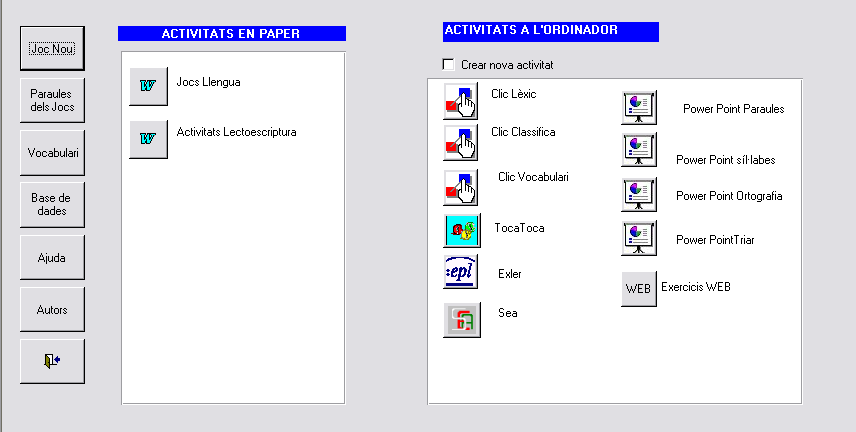 Joc Nou
Paraules
dels Jocs
Vocabulari
Base de
dades
Ajuda
Autors
ACTIVITATS EN PAPER
W
Jocs Llengua
W
Activitats Lectoescriptura
ACTIVITATS A L'ORDINADOR
Crear nova activitat
Clic Lèxic
Clic Classifica
Clic Vocabulari
TocaToca
:epl
Exler
Sea
Power Point Paraules
Power Point síl·labes
Power Point Ortografia
Power PointTriar
WEB
Exercicis WEB